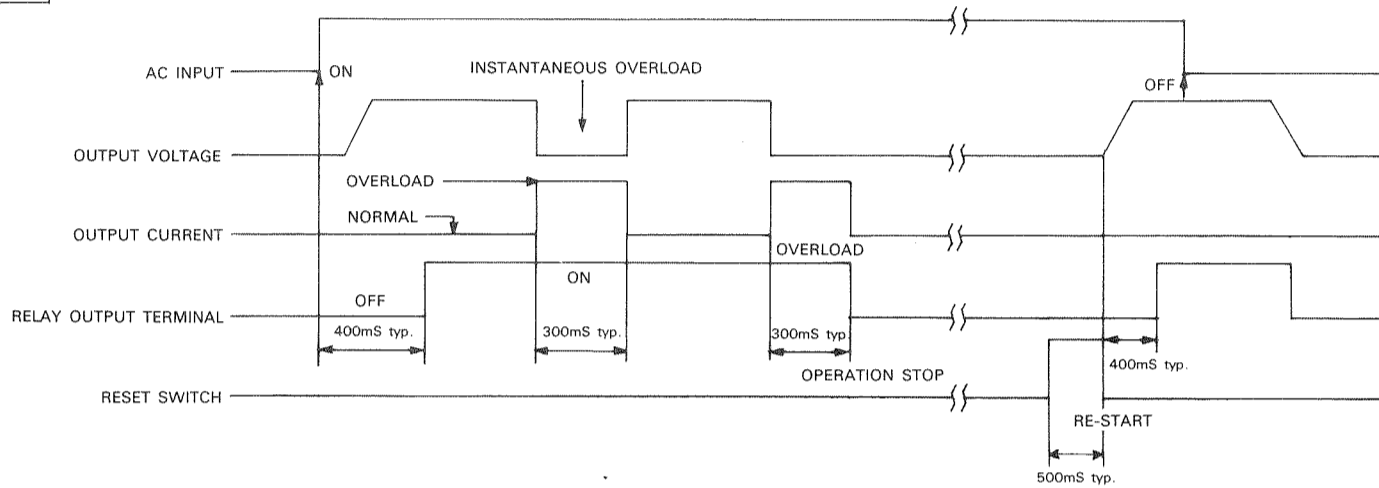 AC INPUT
ON
INSTANTANEOUS OVERLOAD
OFF
OUTPUT VOLTAGE
OVERLOAD
NORMAL
OUTPUT CURRENT
OVERLOAD
ON
OFF
RELAY OUTPUT TERMINAL
400mS typ.
300mS typ.
300mS typ
400mS typ.
OPERATION STOP
RESET SWITCH
RE-START
500mS typ.